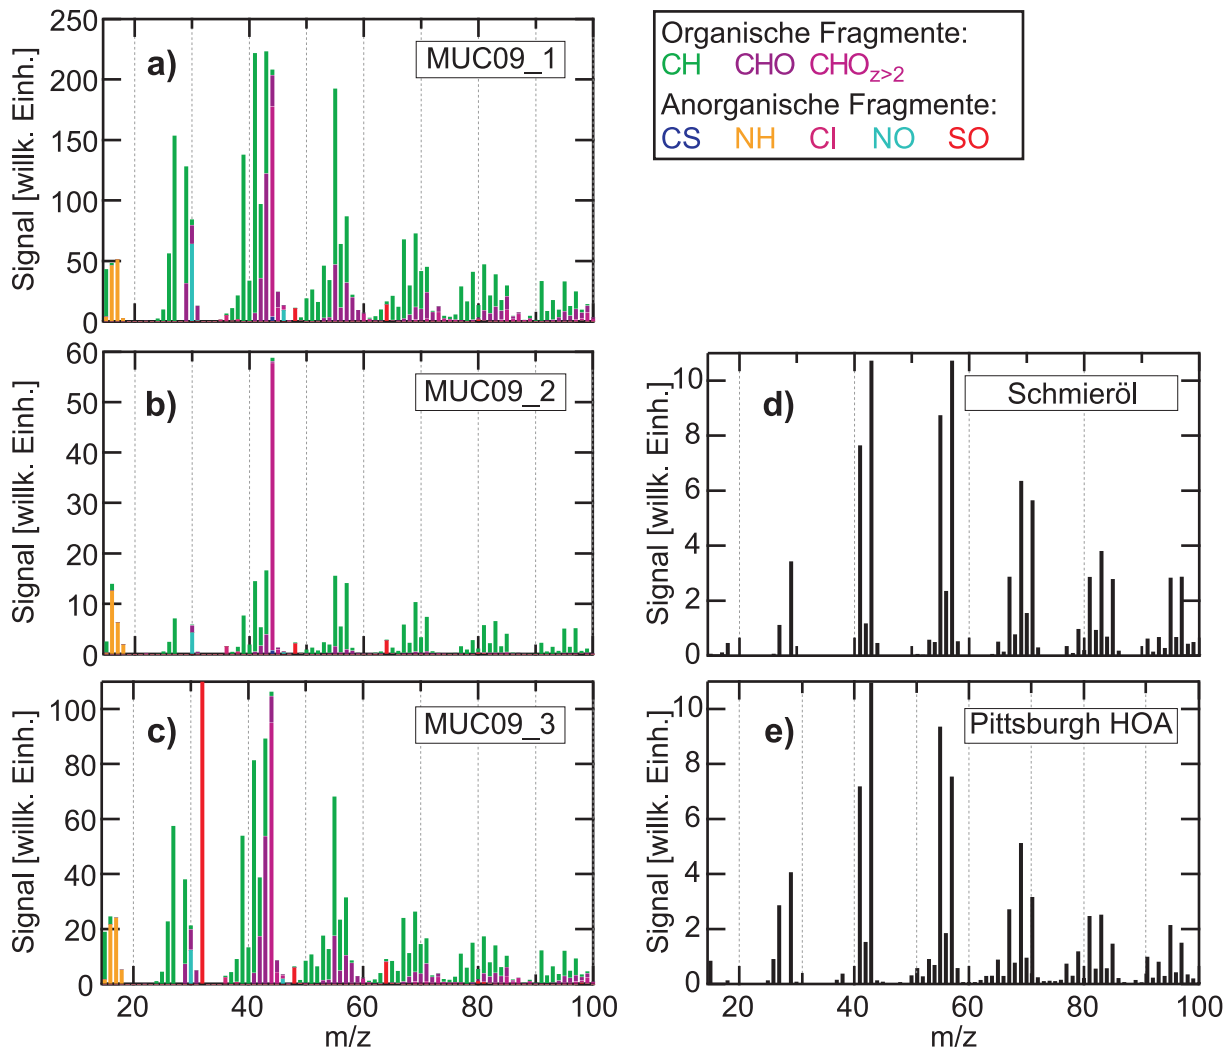 250
200
150
100
50
0
Signal [willk. Einh.]
a)
MUC09_1
Organische Fragmente:
CH CHO CHOz>2
Anorganische Fragmente:
CS NH Cl NO SO
60
50
40
30
20
10
0
Signal [willk. Einh.]
b)
MUC09_2
10
8
6
4
2
0
Signal [willk. Einh.]
d)
Schmieröl
100
80
60
40
20
0
Signal [willk. Einh.]
c)
MUC09_3
20 40 60 80 100
m/z
10
8
6
4
2
0
Signal [willk. Einh.]
e)
Pittsburgh HOA
20 40 60 80 100
m/z